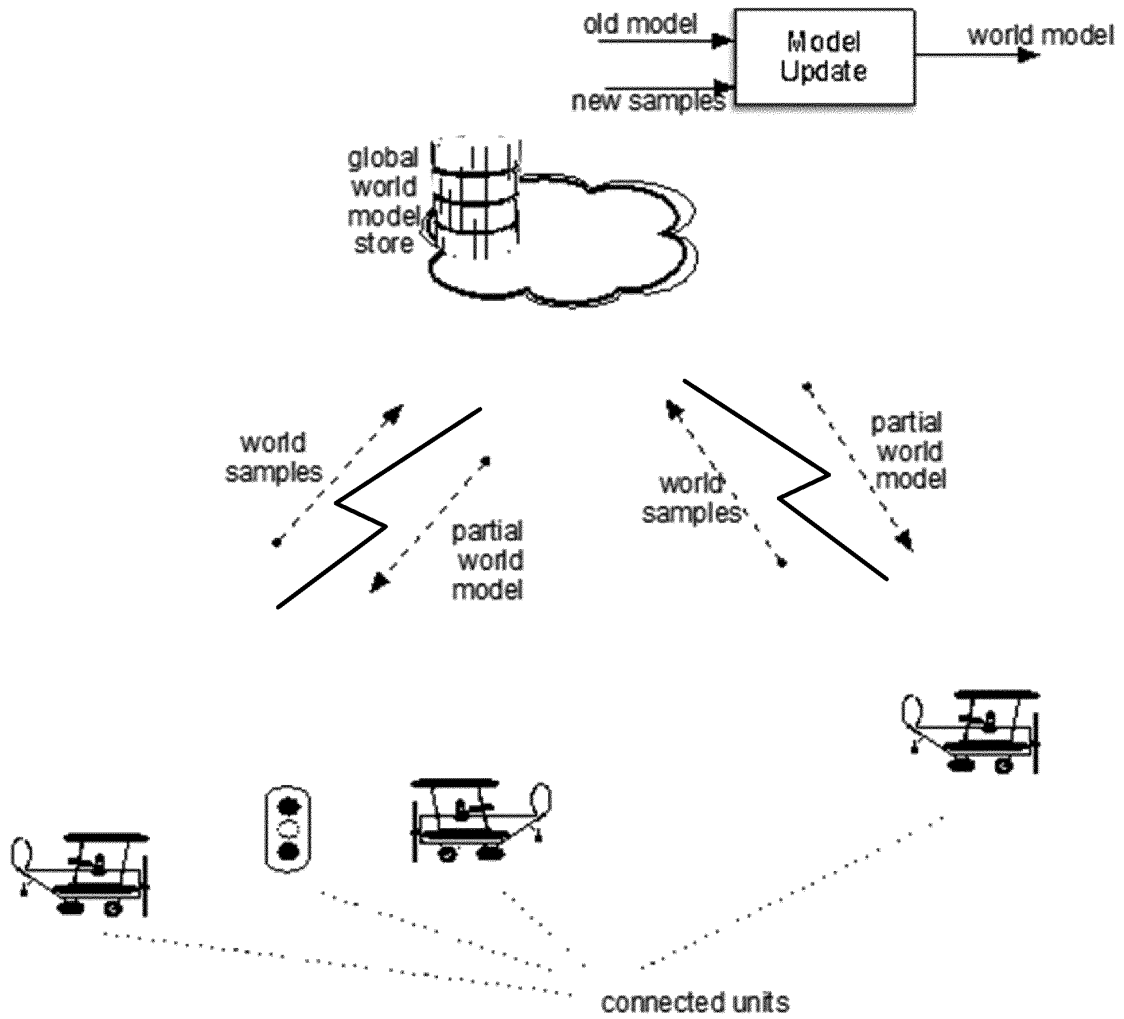 old model
Model
Update
world model
new samples
global
world
model
store
world
samples
partial
world
model
world
samples
partial
world
model
connected units